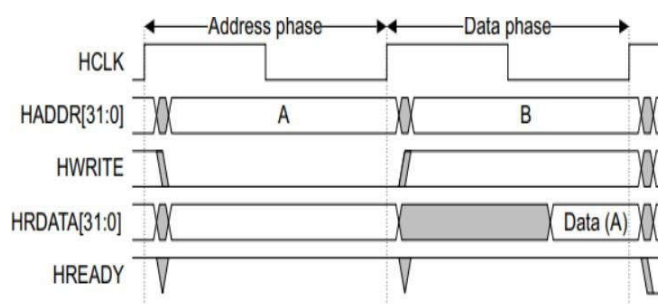 Address phase Data phase
HCLK
HADDR[31:0] A B
HWRITE
HRDATA[31:0] Data (A)
HREADY